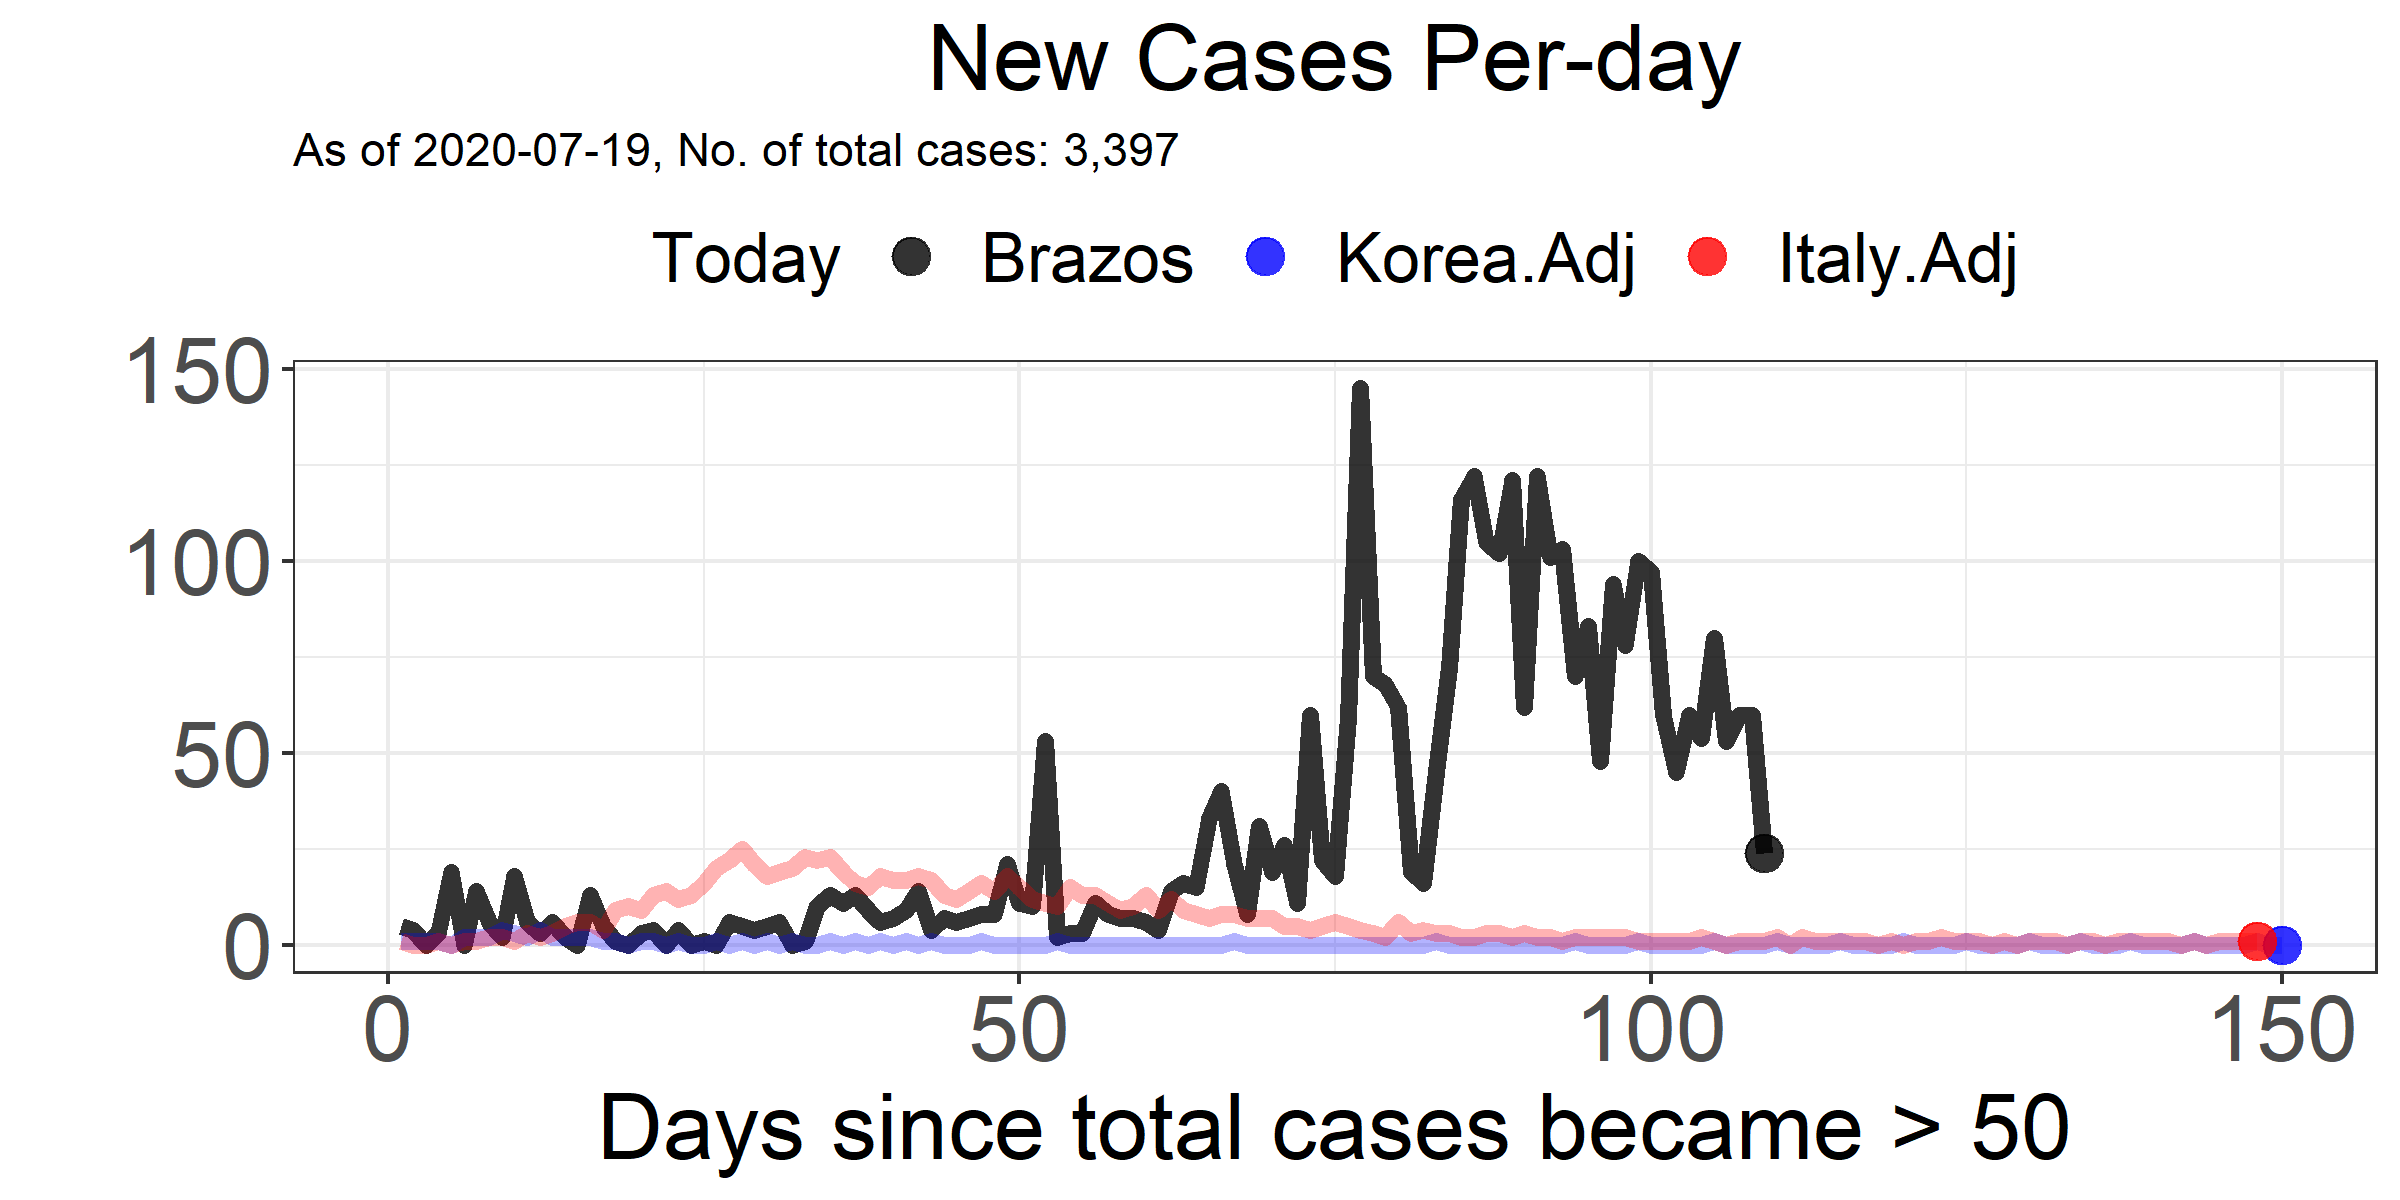 New Cases Per-day
As of 2020-07-19, No. of total cases: 3,397
Today Brazos Korea.Adj Italy.Adj
150
100
50
0
0 50 100 150
Days since total cases became > 50